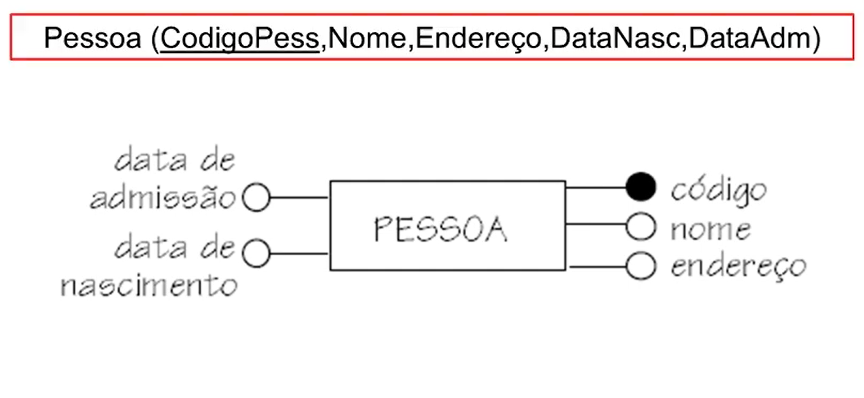 Pessoa (CodigoPess,Nome,Endereço,DataNasc,DataAdm)
data de
admissão
data de
nascimento
PESSOA
código
nome
endereço